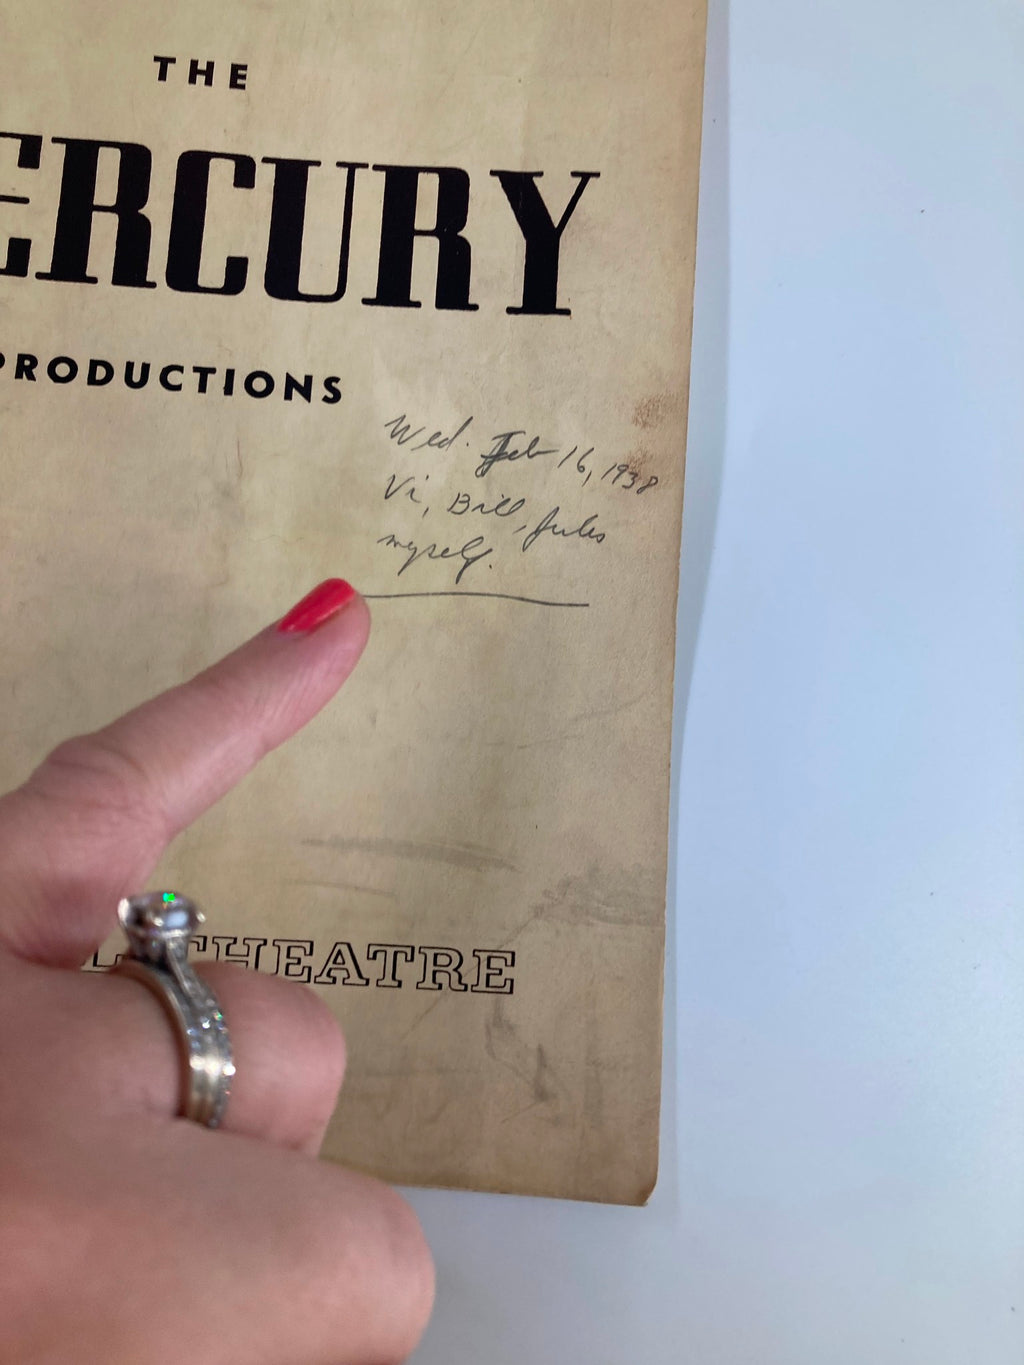 THE
ERCURY
PRODUCTIONS
Wed. Feb 16, 1938
Vi, Bill, Jules
myself.
L THEATRE